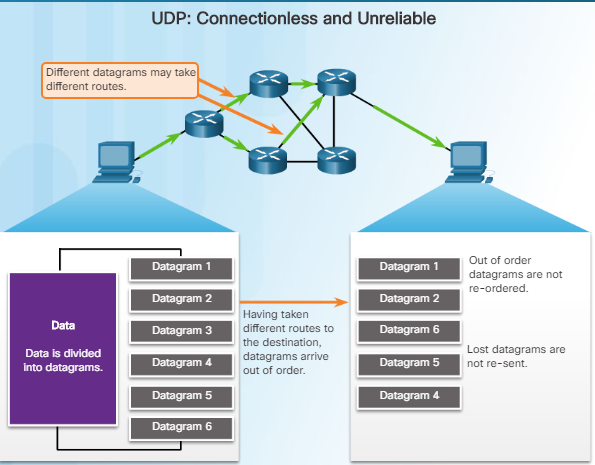 UDP: Connectionless and Unreliable
Different datagrams may take
different routes.
Data
Data is divided
into datagrams.
Datagram 1
Datagram 2
Datagram 3
Datagram 4
Datagram 5
Datagram 6
Having taken
different routes to
the destination,
datagrams arrive
out of order.
Datagram 1
Datagram 2
Datagram 6
Datagram 5
Datagram 4
Out of order
datagrams are not
re-ordered.
Lost datagrams are
not re-sent.